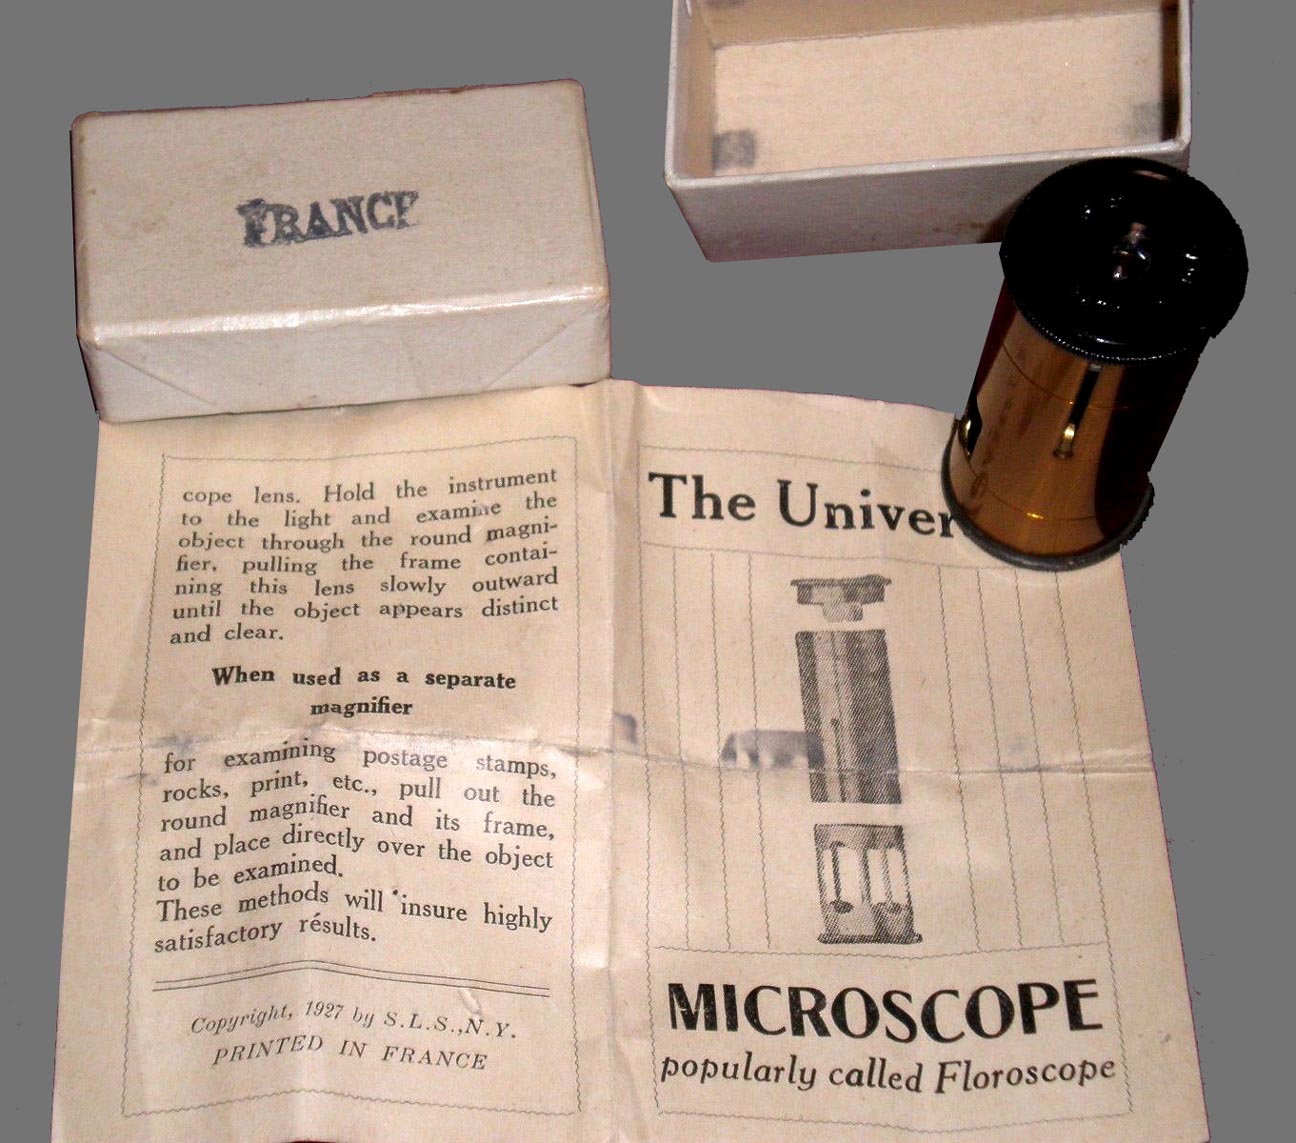 FRANCE
cope lens. Hold the instrument
to the light and examine the
object through the round magni-
fier, pulling the frame contai-
ning this lens slowly outward
until the object appears distinct
and clear.
When used as a separate
magnifier
for examining postage stamps,
rocks, print, etc., pull out the
round magnifier and its frame,
and place directly over the object
to be examined.
These methods will insure highly
satisfactory résults.
Copyright, 1927 by S.L.S.,N.Y.
PRINTED IN FRANCE
The Univer
MICROSCOPE
popularly called Floroscope